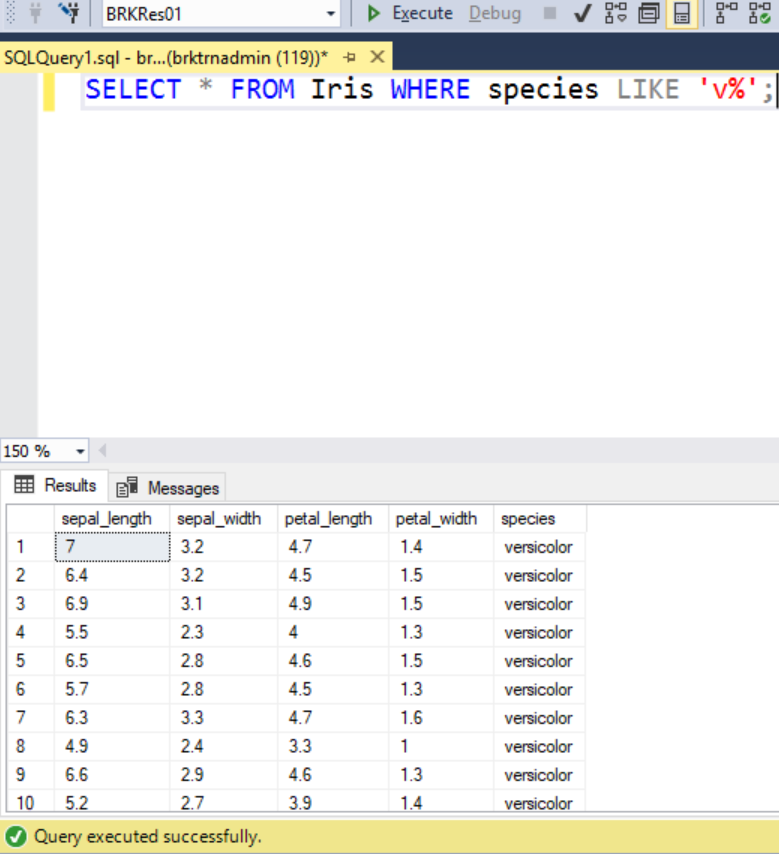 BRKRes01 Execute Debug
SQLQuery1.sql - br...(brktrnadmin (119))*
SELECT * FROM Iris WHERE species LIKE 'v%';
150 %
Results Messages
sepal_length sepal_width petal_length petal_width species
1 7 3.2 4.7 1.4 versicolor
2 6.4 3.2 4.5 1.5 versicolor
3 6.9 3.1 4.9 1.5 versicolor
4 5.5 2.3 4 1.3 versicolor
5 6.5 2.8 4.6 1.5 versicolor
6 5.7 2.8 4.5 1.3 versicolor
7 6.3 3.3 4.7 1.6 versicolor
8 4.9 2.4 3.3 1 versicolor
9 6.6 2.9 4.6 1.3 versicolor
10 5.2 2.7 3.9 1.4 versicolor
Query executed successfully.